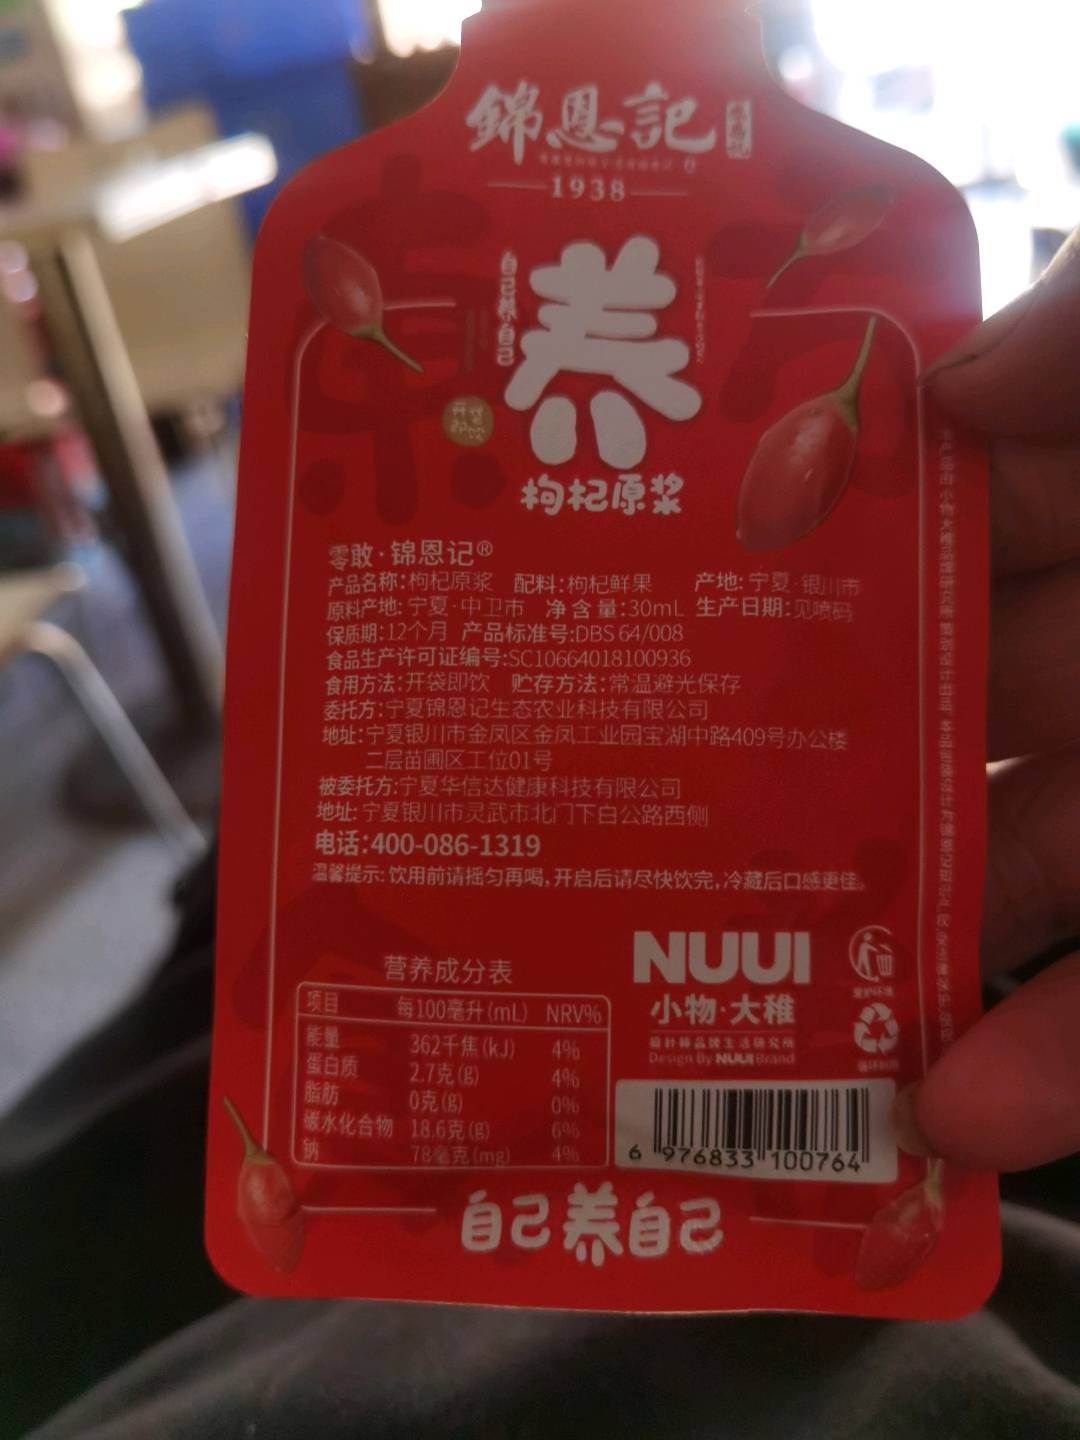 錦恩記
1938
自己养自己
养
开袋即饮
枸杞原浆
零敢·锦恩记®
产品名称:枸杞原浆 配料:枸杞鲜果 产地:宁夏·银川市
原料产地:宁夏·中卫市 净含量:30mL 生产日期:见喷码
保质期:12个月 产品标准号:DBS 64/008
食品生产许可证编号:SC10664018100936
食用方法:开袋即饮 贮存方法:常温避光保存
委托方:宁夏锦恩记生态农业科技有限公司
地址:宁夏银川市金凤区金凤工业园宝湖中路409号办公楼
二层苗圃区工位01号
被委托方:宁夏华信达健康科技有限公司
地址:宁夏银川市灵武市北门下白公路西侧
电话:400-086-1319
温馨提示:饮用前请摇匀再喝,开启后请尽快饮完,冷藏后口感更佳。
营养成分表
项目 每100毫升(mL) NRV%
能量 362千焦(kJ) 4%
蛋白质 2.7克(g) 4%
脂肪 0克(g) 0%
碳水化合物 18.6克(g) 6%
钠 78毫克(mg) 4%
NUUI
小物·大稚
Design By NUUI Brand
6 976833 100764
自己养自己